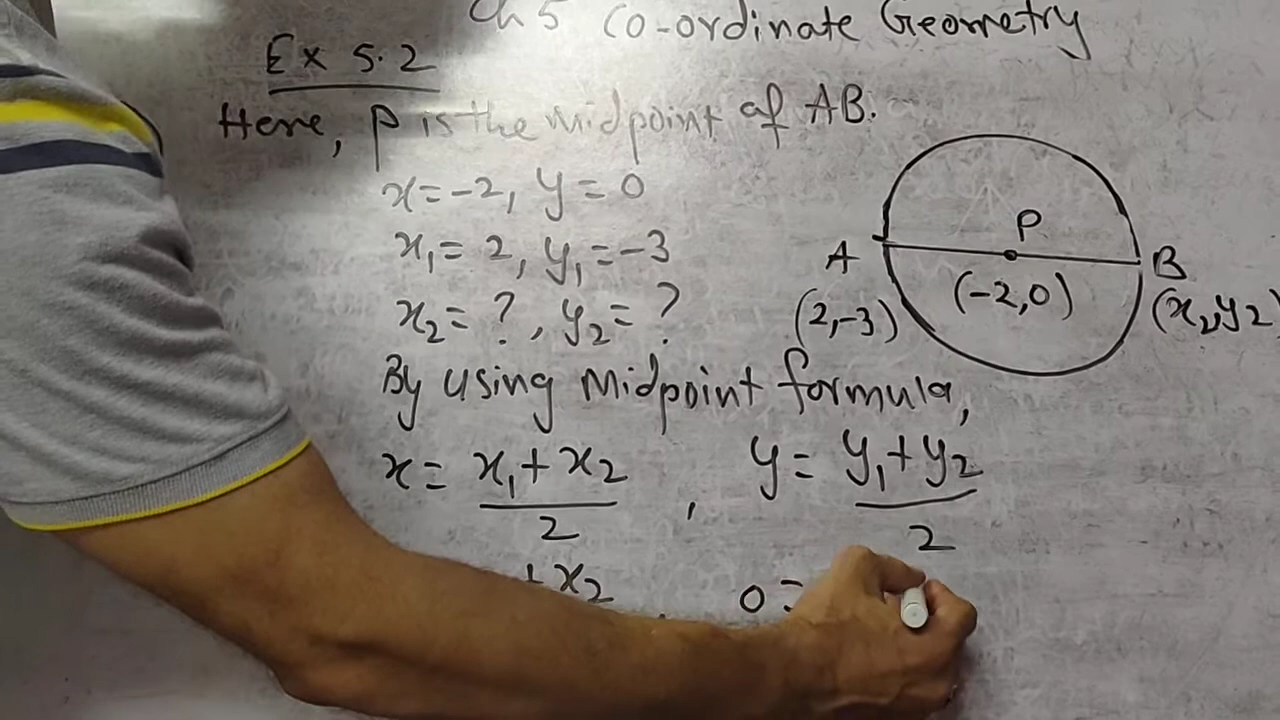 Ch 5 Co-ordinate Geometry
Ex 5.2
Here, P is the midpoint of AB.
x=-2, y=0
x₁=2, y₁=-3
x₂=?, y₂=?
P
A
B
(-2,0)
(2,-3)
(x₂,y₂
By using Midpoint formula,
x = x₁+x₂ / 2 , y = y₁+y₂ / 2
+x₂ , 0 =